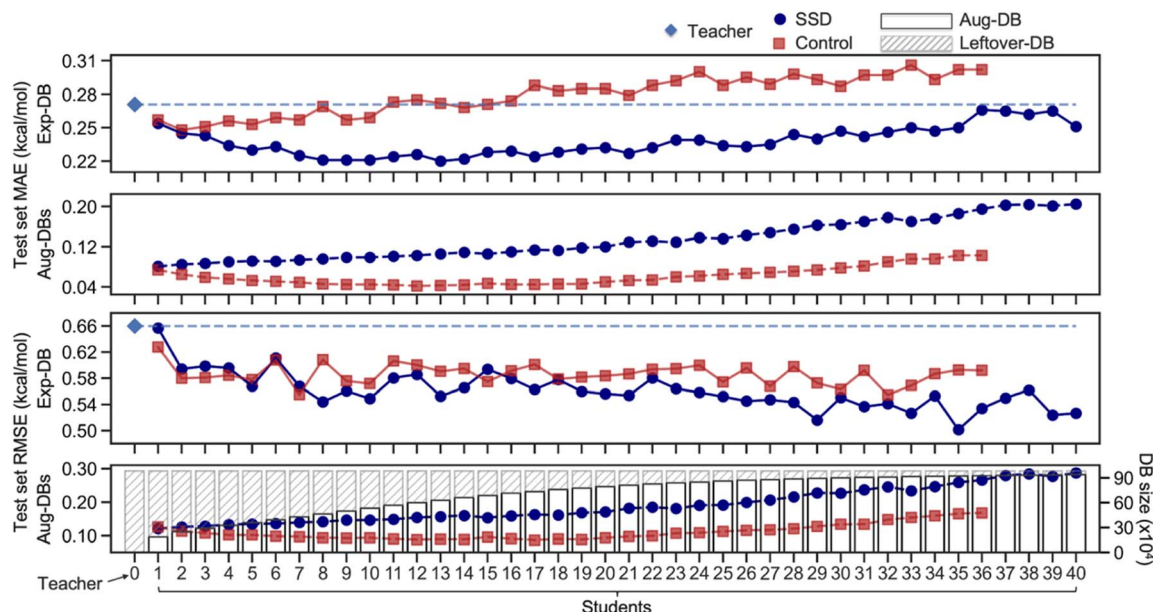 Teacher
SSD
Control
Aug-DB
Leftover-DB
Test set MAE (kcal/mol)
Exp-DB
0.31
0.28
0.25
0.22
Aug-DBs
0.20
0.12
0.04
Test set RMSE (kcal/mol)
Exp-DB
0.66
0.62
0.58
0.54
0.50
Aug-DBs
0.30
0.20
0.10
90
60
30
0
DB size (x10⁴)
Teacher
0 1 2 3 4 5 6 7 8 9 10 11 12 13 14 15 16 17 18 19 20 21 22 23 24 25 26 27 28 29 30 31 32 33 34 35 36 37 38 39 40
Students